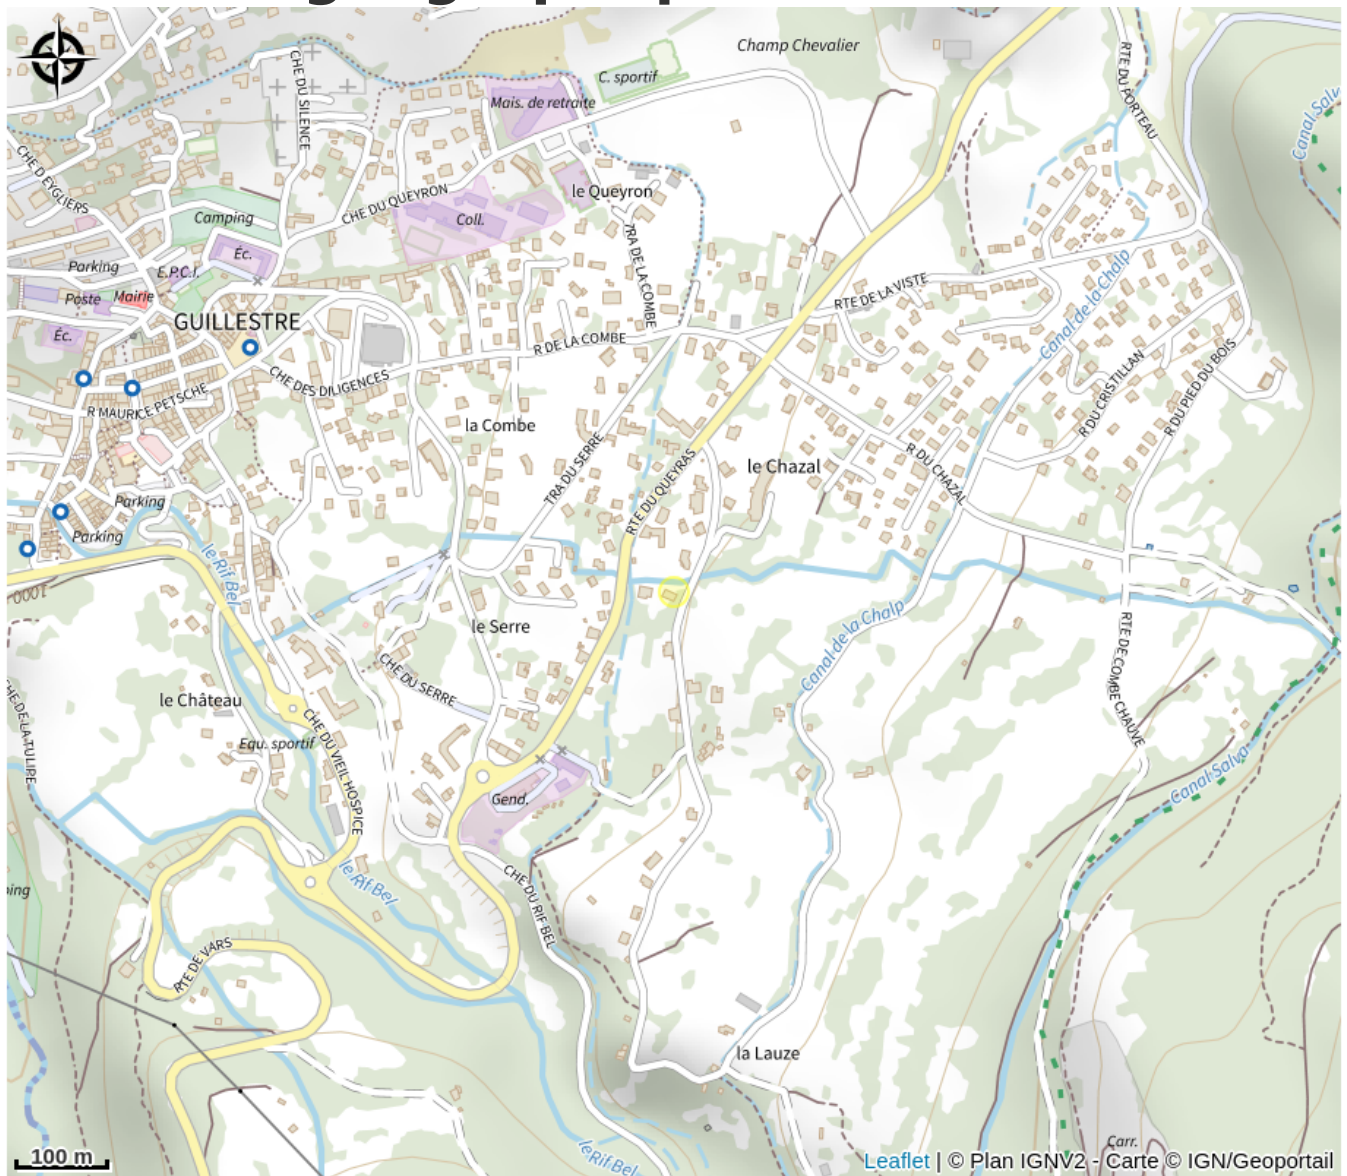 Champ Chevalier
C. sportif
RTE DU PORTEAU
CHE DU SILENCE
Mais. de retraite
Canal Salv
CHE D'EYGLIERS
le Queyron
CHE DU QUEYRON
Camping
Coll.
TRA DE LA COMBE
Éc.
Parking
E.P.C.I.
Poste
Mairie
RTE DE LA VISTE
Canal de la Chalp
GUILLESTRE
Éc.
R DE LA COMBE
CHE DES DILIGENCES
R DU CRISTILLAN
R DU PIED DU BOIS
R MAURICE PETSCHE
la Combe
TRA DU SERRE
RTE DU QUEYRAS
le Chazal
R DU CHAZAL
Parking
Parking
le Rif Bel
1000
le Serre
Canal de la Chalp
RTE DE COMBE CHAUVE
CHE DU SERRE
le Château
CHE DE LA TULIPE
Equ. sportif
CHE DU VIEIL HOSPICE
Canal Salva
Gend.
le Rif Bel
CHE DU RIF BEL
ping
RTE DE VARS
la Lauze
le Rif Bel
Carr.
100 m
Leaflet | © Plan IGNV2 - Carte © IGN/Geoportail